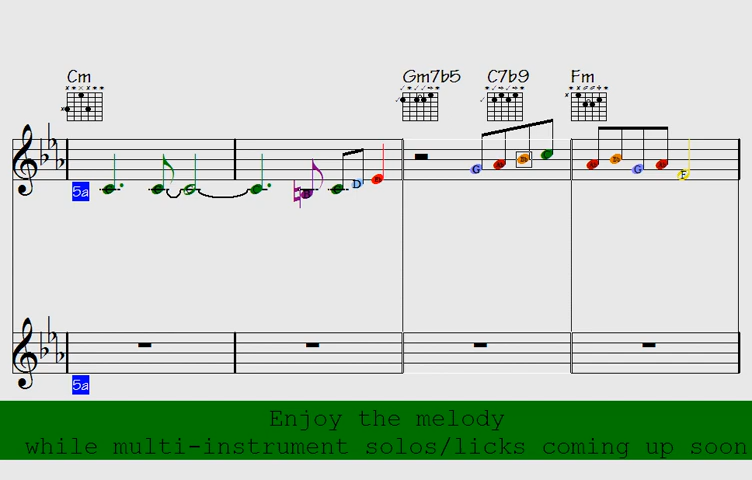 Cm Gm7b5 C7b9 Fm
5a
D G F
5a
Enjoy the melody
while multi-instrument solos/licks coming up soon